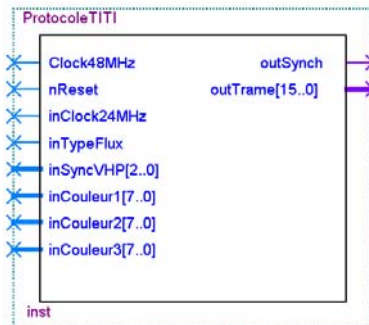 ProtocoleTITI
Clock48MHz outSynch
nReset outTrame[15..0]
inClock24MHz
inTypeFlux
inSyncVHP[2..0]
inCouleur1[7..0]
inCouleur2[7..0]
inCouleur3[7..0]
inst